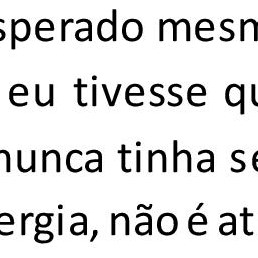 sperado mesm
eu tivesse qu
nunca tinha se
ergia, não é at